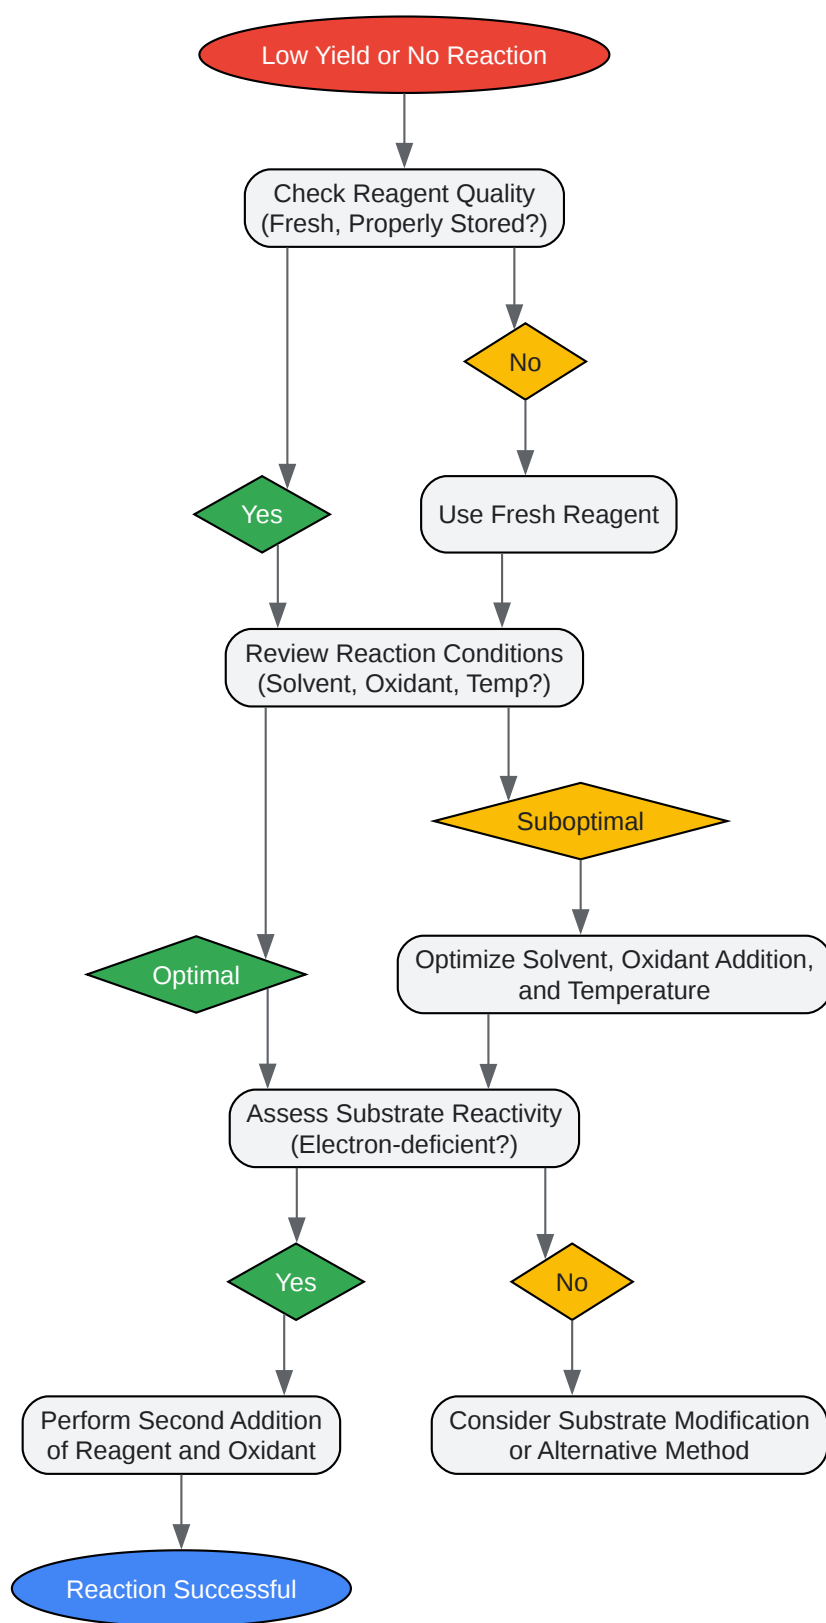 Low Yield or No Reaction
Check Reagent Quality
(Fresh, Properly Stored?)
No
Yes
Use Fresh Reagent
Review Reaction Conditions
(Solvent, Oxidant, Temp?)
Suboptimal
Optimal
Optimize Solvent, Oxidant Addition,
and Temperature
Assess Substrate Reactivity
(Electron-deficient?)
Yes
No
Perform Second Addition
of Reagent and Oxidant
Consider Substrate Modification
or Alternative Method
Reaction Successful